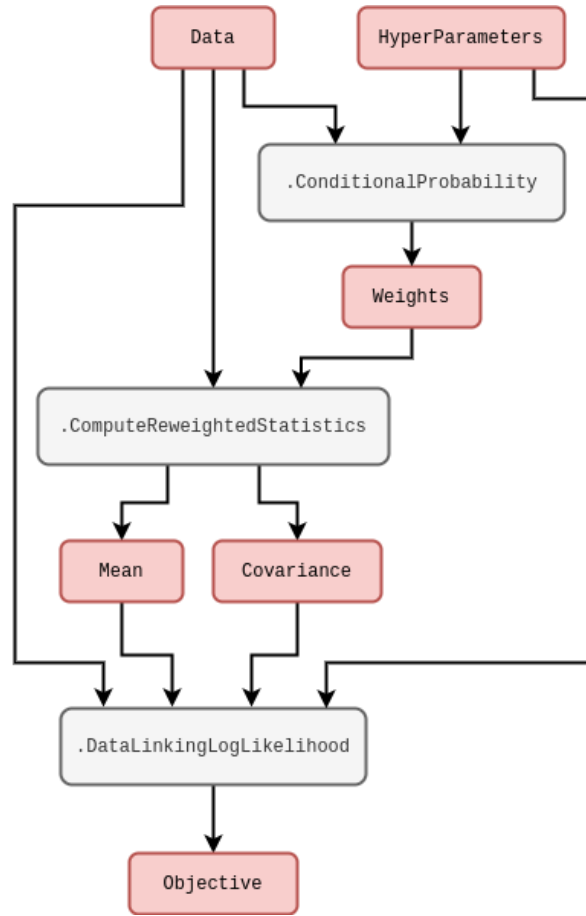 Data
HyperParameters
.ConditionalProbability
Weights
.ComputeReweightedStatistics
Mean
Covariance
.DataLinkingLogLikelihood
Objective